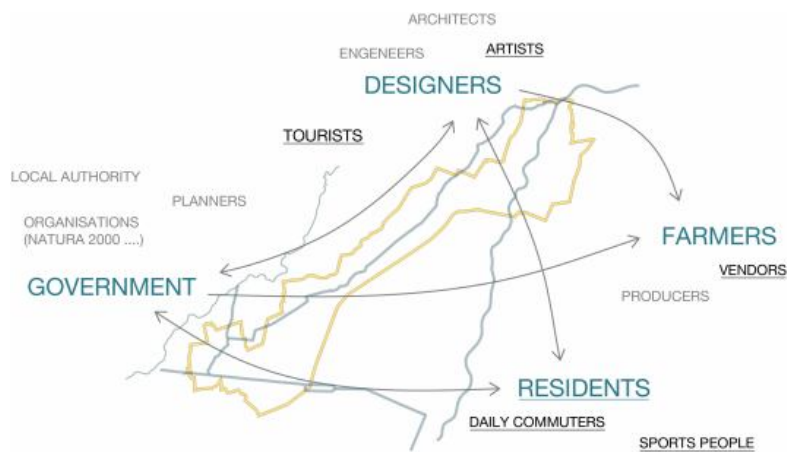 ARCHITECTS
ENGENEERS
ARTISTS
DESIGNERS
TOURISTS
LOCAL AUTHORITY
PLANNERS
ORGANISATIONS
(NATURA 2000 ....)
FARMERS
GOVERNMENT
VENDORS
PRODUCERS
RESIDENTS
DAILY COMMUTERS
SPORTS PEOPLE